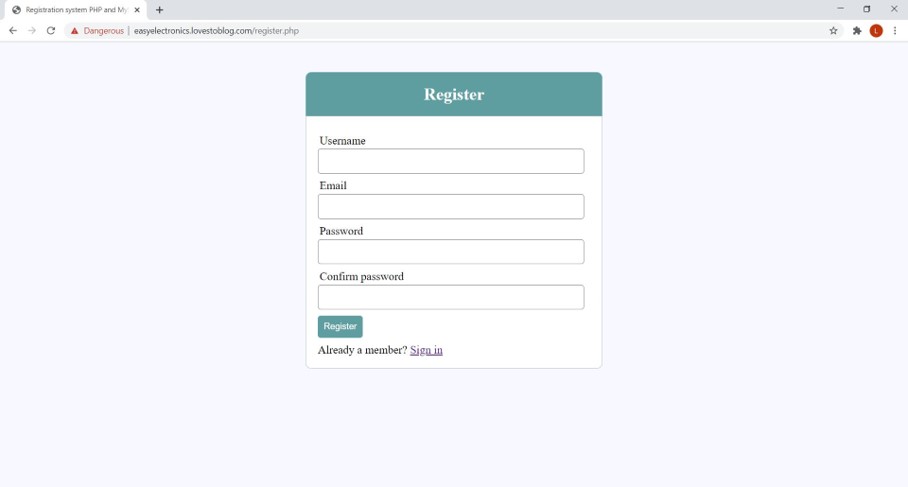 Registration system PHP and My
Dangerous | easyelectronics.lovestoblog.com/register.php
L
Register
Username
Email
Password
Confirm password
Register
Already a member? Sign in